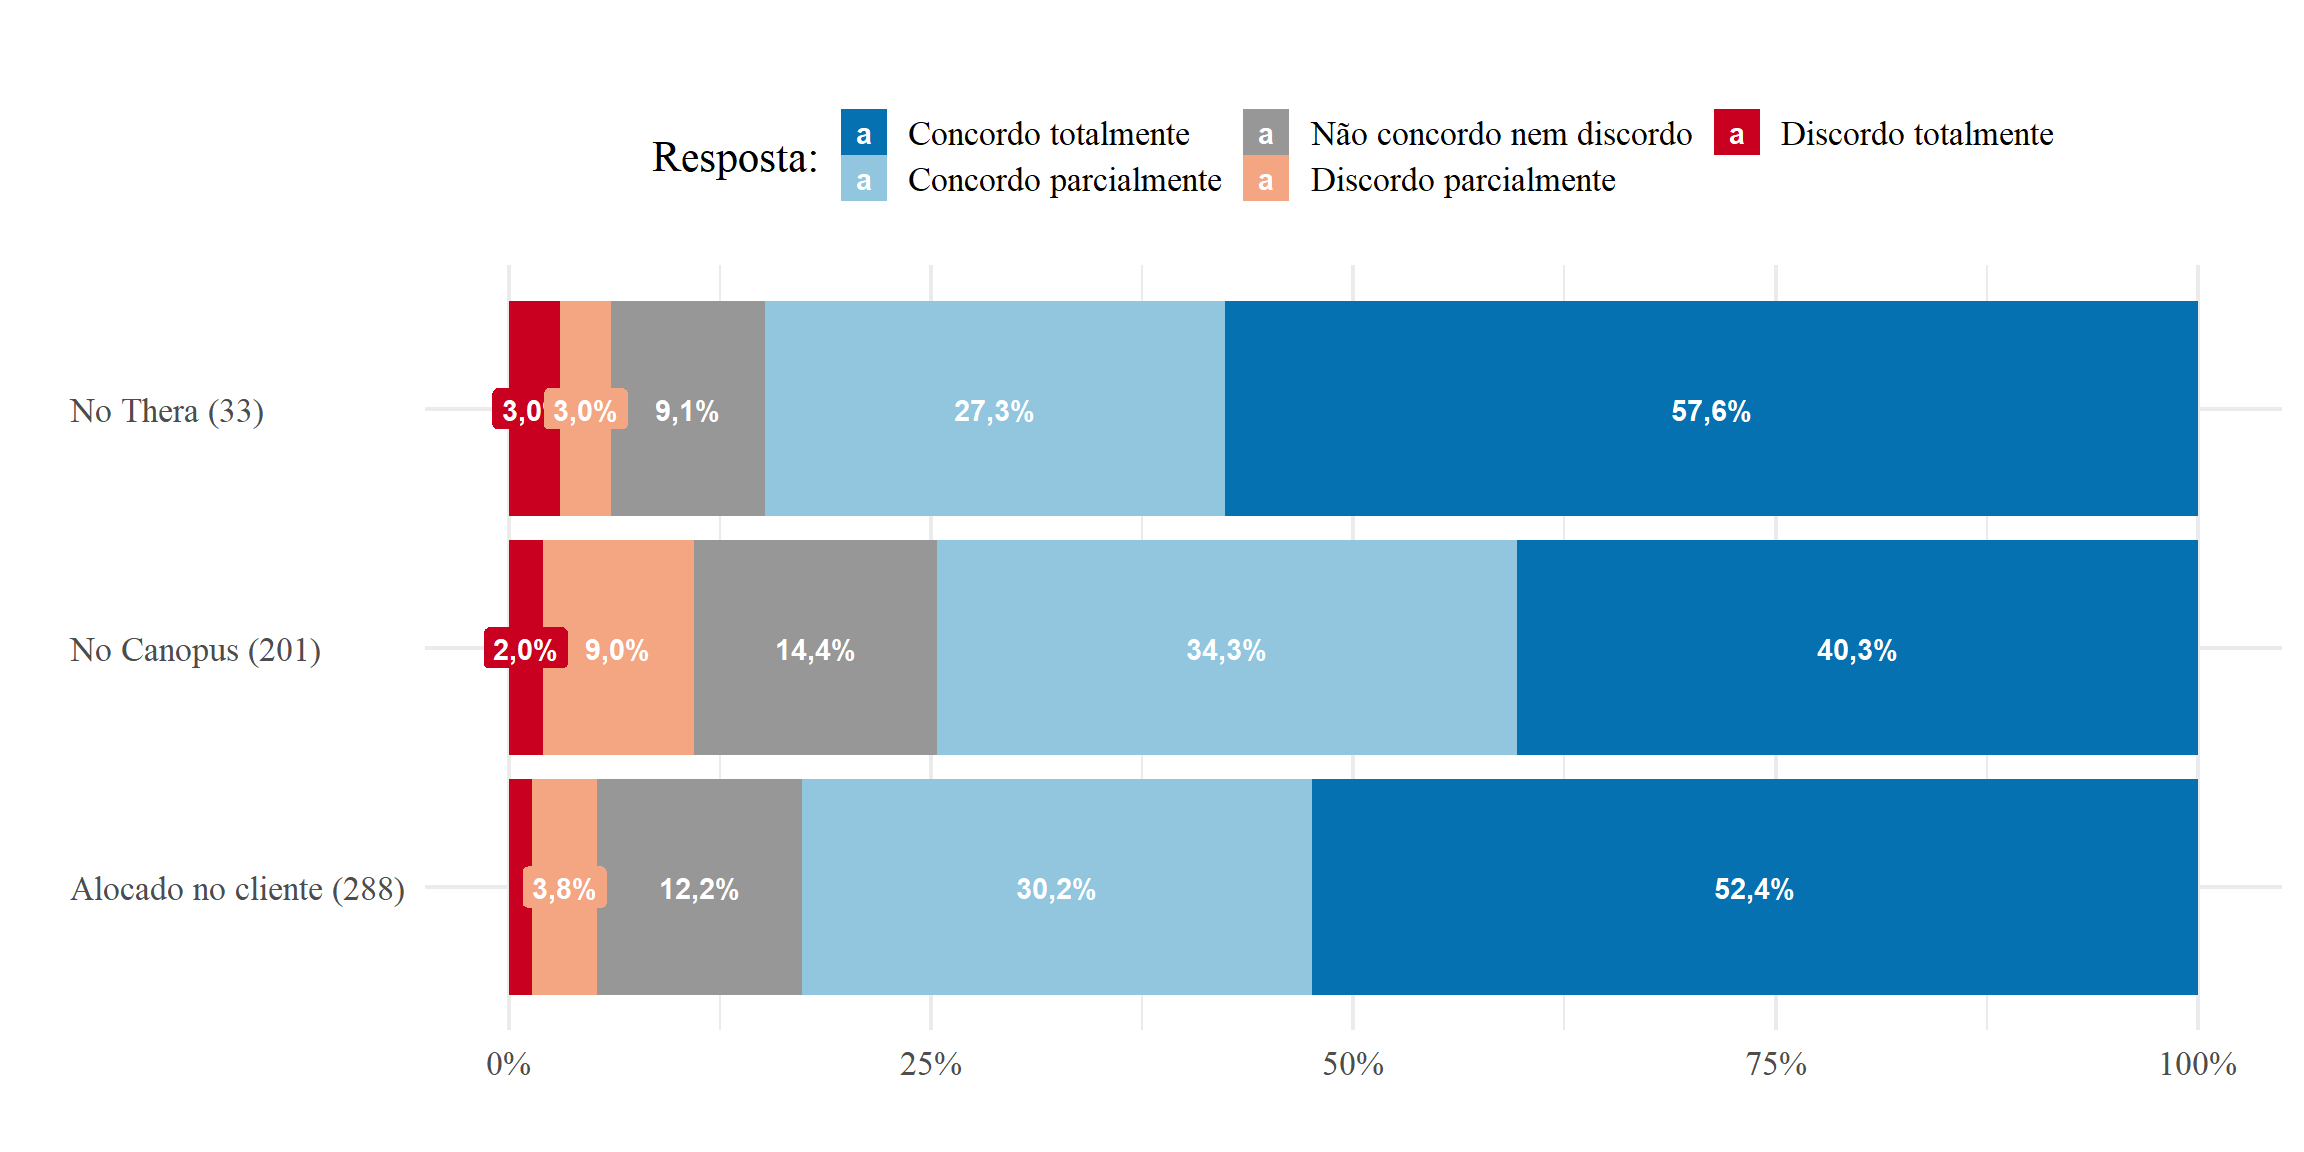 Resposta:
a Concordo totalmente
a Não concordo nem discordo
a Discordo totalmente
a Concordo parcialmente
a Discordo parcialmente
No Thera (33)
3,0 3,0% 9,1% 27,3% 57,6%
No Canopus (201)
2,0% 9,0% 14,4% 34,3% 40,3%
Alocado no cliente (288)
3,8% 12,2% 30,2% 52,4%
0% 25% 50% 75% 100%